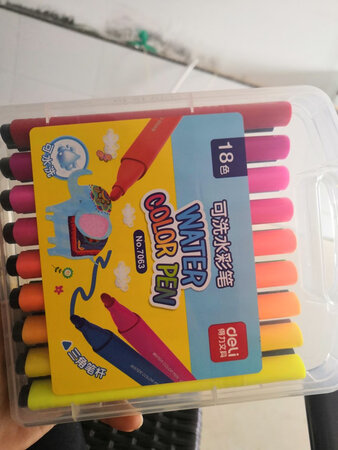 18色
可洗水彩笔
WATER
COLOR PEN
No.7063
可水洗
三角笔杆
deli
得力文具